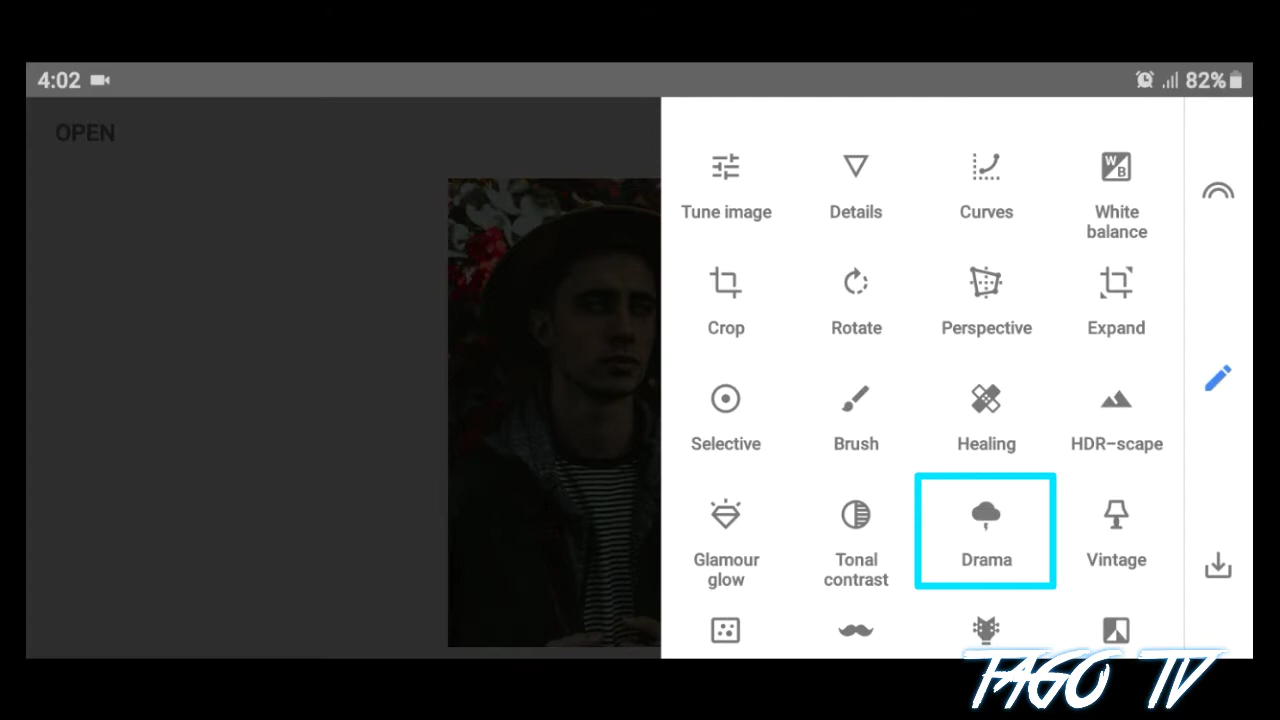 4:02
82%
OPEN
Tune image
Details
Curves
White
balance
Crop
Rotate
Perspective
Expand
Selective
Brush
Healing
HDR-scape
Glamour
glow
Tonal
contrast
Drama
Vintage
W
B
TAGO TV